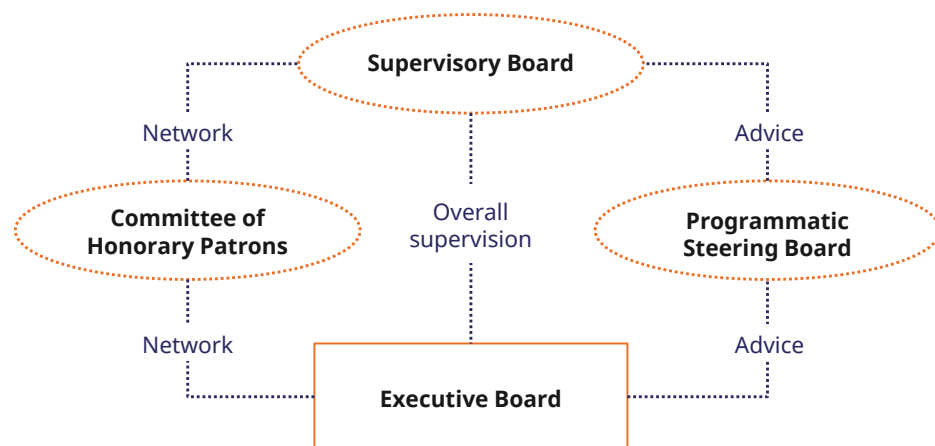 Supervisory Board
Network
Advice
Committee of
Honorary Patrons
Overall
supervision
Programmatic
Steering Board
Network
Advice
Executive Board